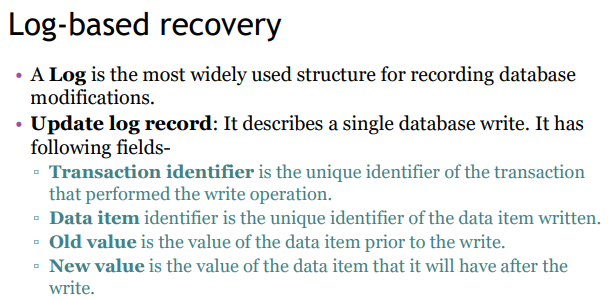 Log-based recovery
• A Log is the most widely used structure for recording database
modifications.
• Update log record: It describes a single database write. It has
following fields-
▫ Transaction identifier is the unique identifier of the transaction
that performed the write operation.
▫ Data item identifier is the unique identifier of the data item written.
▫ Old value is the value of the data item prior to the write.
▫ New value is the value of the data item that it will have after the
write.